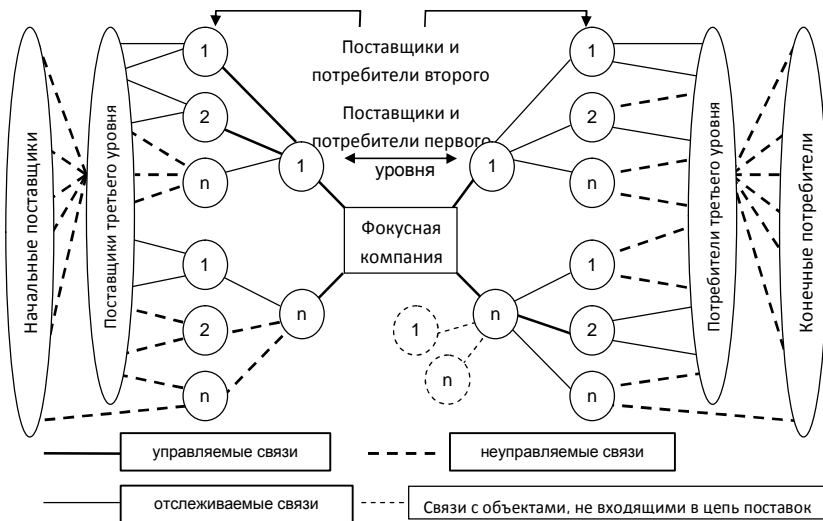 Поставщики и
потребители второго
Поставщики и
потребители первого
уровня
Фокусная
компания
Начальные поставщики
Поставщики третьего уровня
1
2
n
1
1
2
n
n
1
n
1
n
1
2
n
1
2
n
Потребители третьего уровня
Конечные потребители
управляемые связи
неуправляемые связи
отслеживаемые связи
Связи с объектами, не входящими в цепь поставок